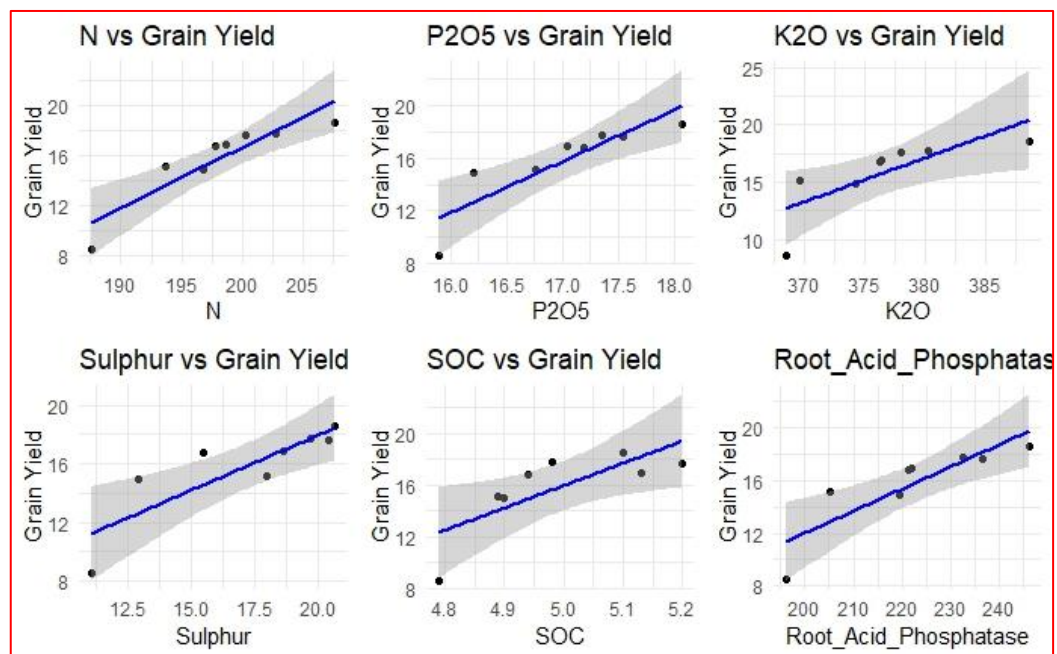 N vs Grain Yield
P2O5 vs Grain Yield
K2O vs Grain Yield
Grain Yield
20
16
12
8
190
195
200
205
N
Grain Yield
20
16
12
8
16.0
16.5
17.0
17.5
18.0
P2O5
Grain Yield
25
20
15
10
370
375
380
385
K2O
Sulphur vs Grain Yield
SOC vs Grain Yield
Root_Acid_Phosphatas
Grain Yield
20
16
12
8
12.5
15.0
17.5
20.0
Sulphur
Grain Yield
20
16
12
8
4.8
4.9
5.0
5.1
5.2
SOC
Grain Yield
20
16
12
8
200
210
220
230
240
Root_Acid_Phosphatase